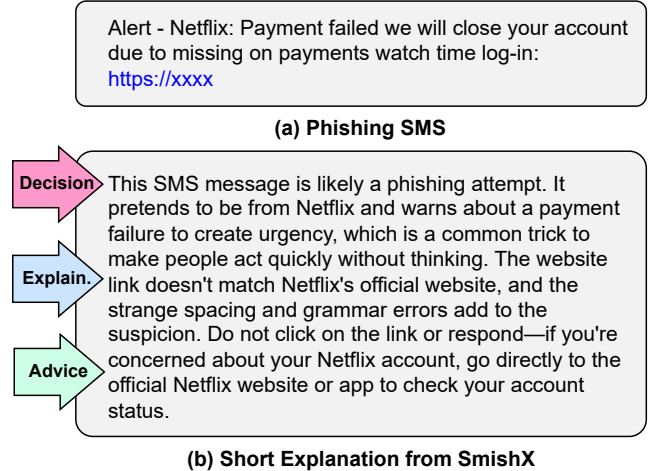 Alert - Netflix: Payment failed we will close your account
due to missing on payments watch time log-in:
https://xxxx
(a) Phishing SMS
Decision
This SMS message is likely a phishing attempt. It
pretends to be from Netflix and warns about a payment
failure to create urgency, which is a common trick to
make people act quickly without thinking. The website
Explain.
link doesn't match Netflix's official website, and the
strange spacing and grammar errors add to the
suspicion. Do not click on the link or respond—if you're
Advice
concerned about your Netflix account, go directly to the
official Netflix website or app to check your account
status.
(b) Short Explanation from SmishX